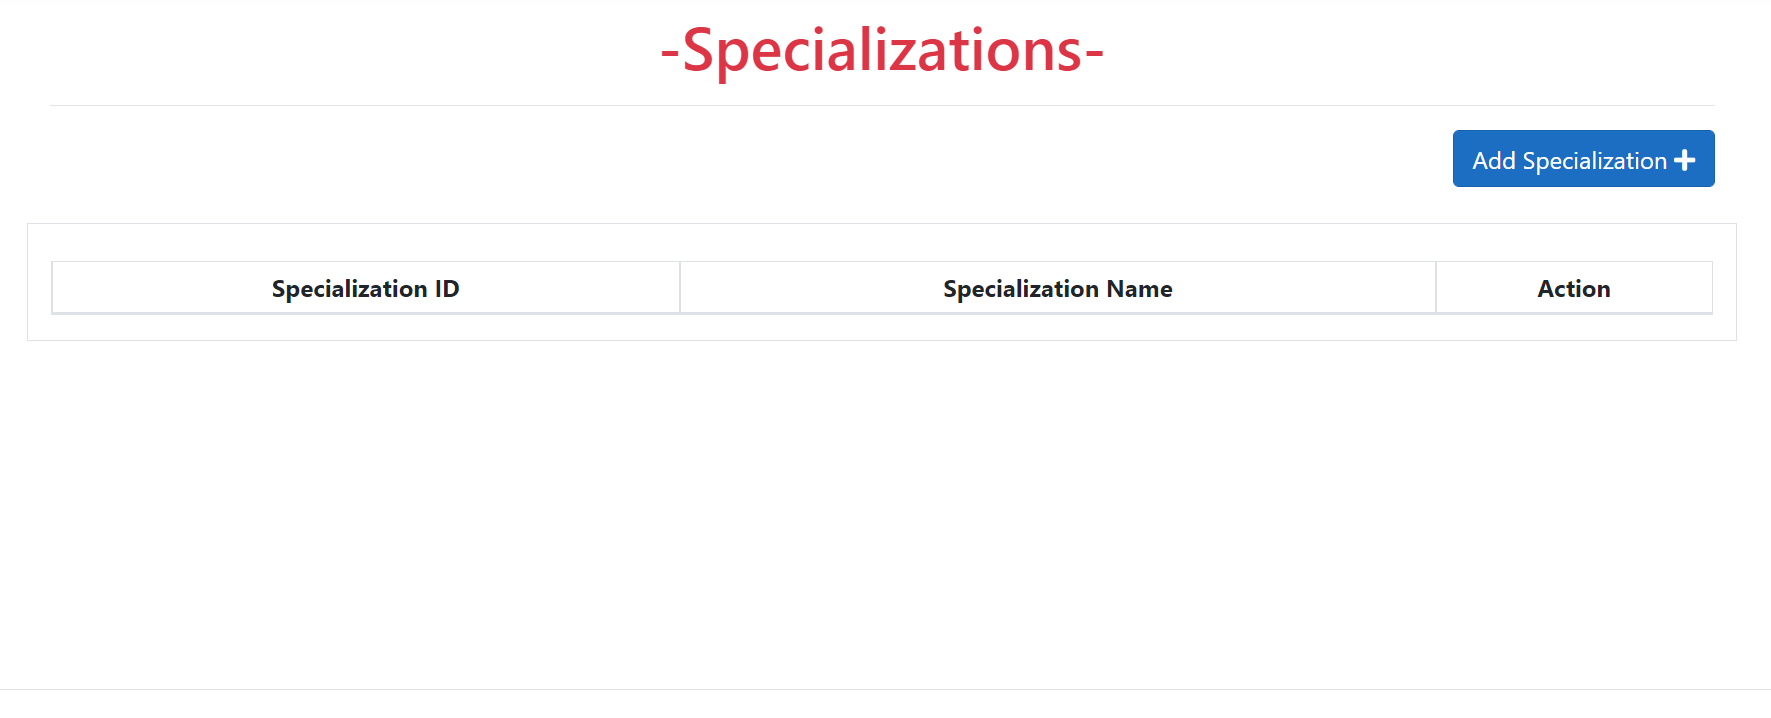 -Specializations-
Add Specialization
Specialization ID Specialization Name Action